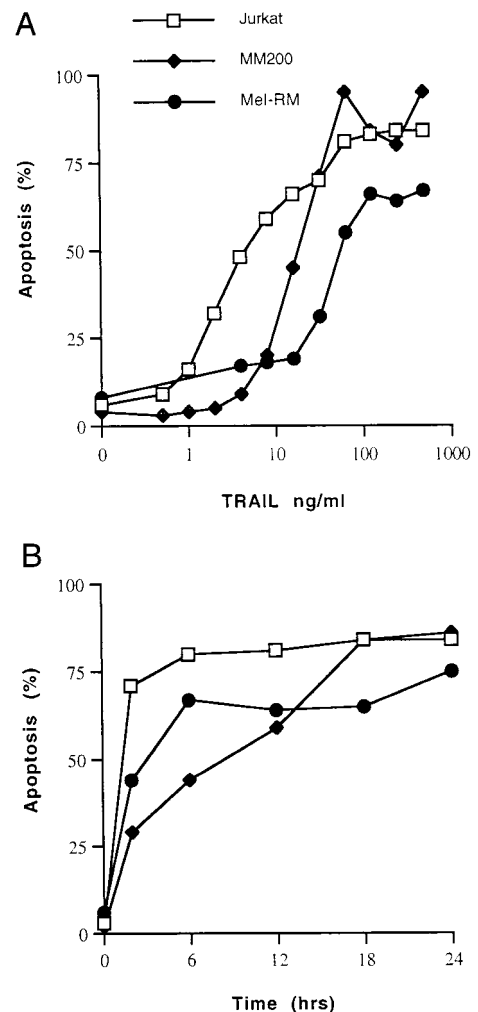 A
Jurkat
MM200
Mel-RM
100
75
50
25
0
Apoptosis (%)
0 1 10 100 1000
TRAIL ng/ml
B
100
75
50
25
0
Apoptosis (%)
0 6 12 18 24
Time (hrs)